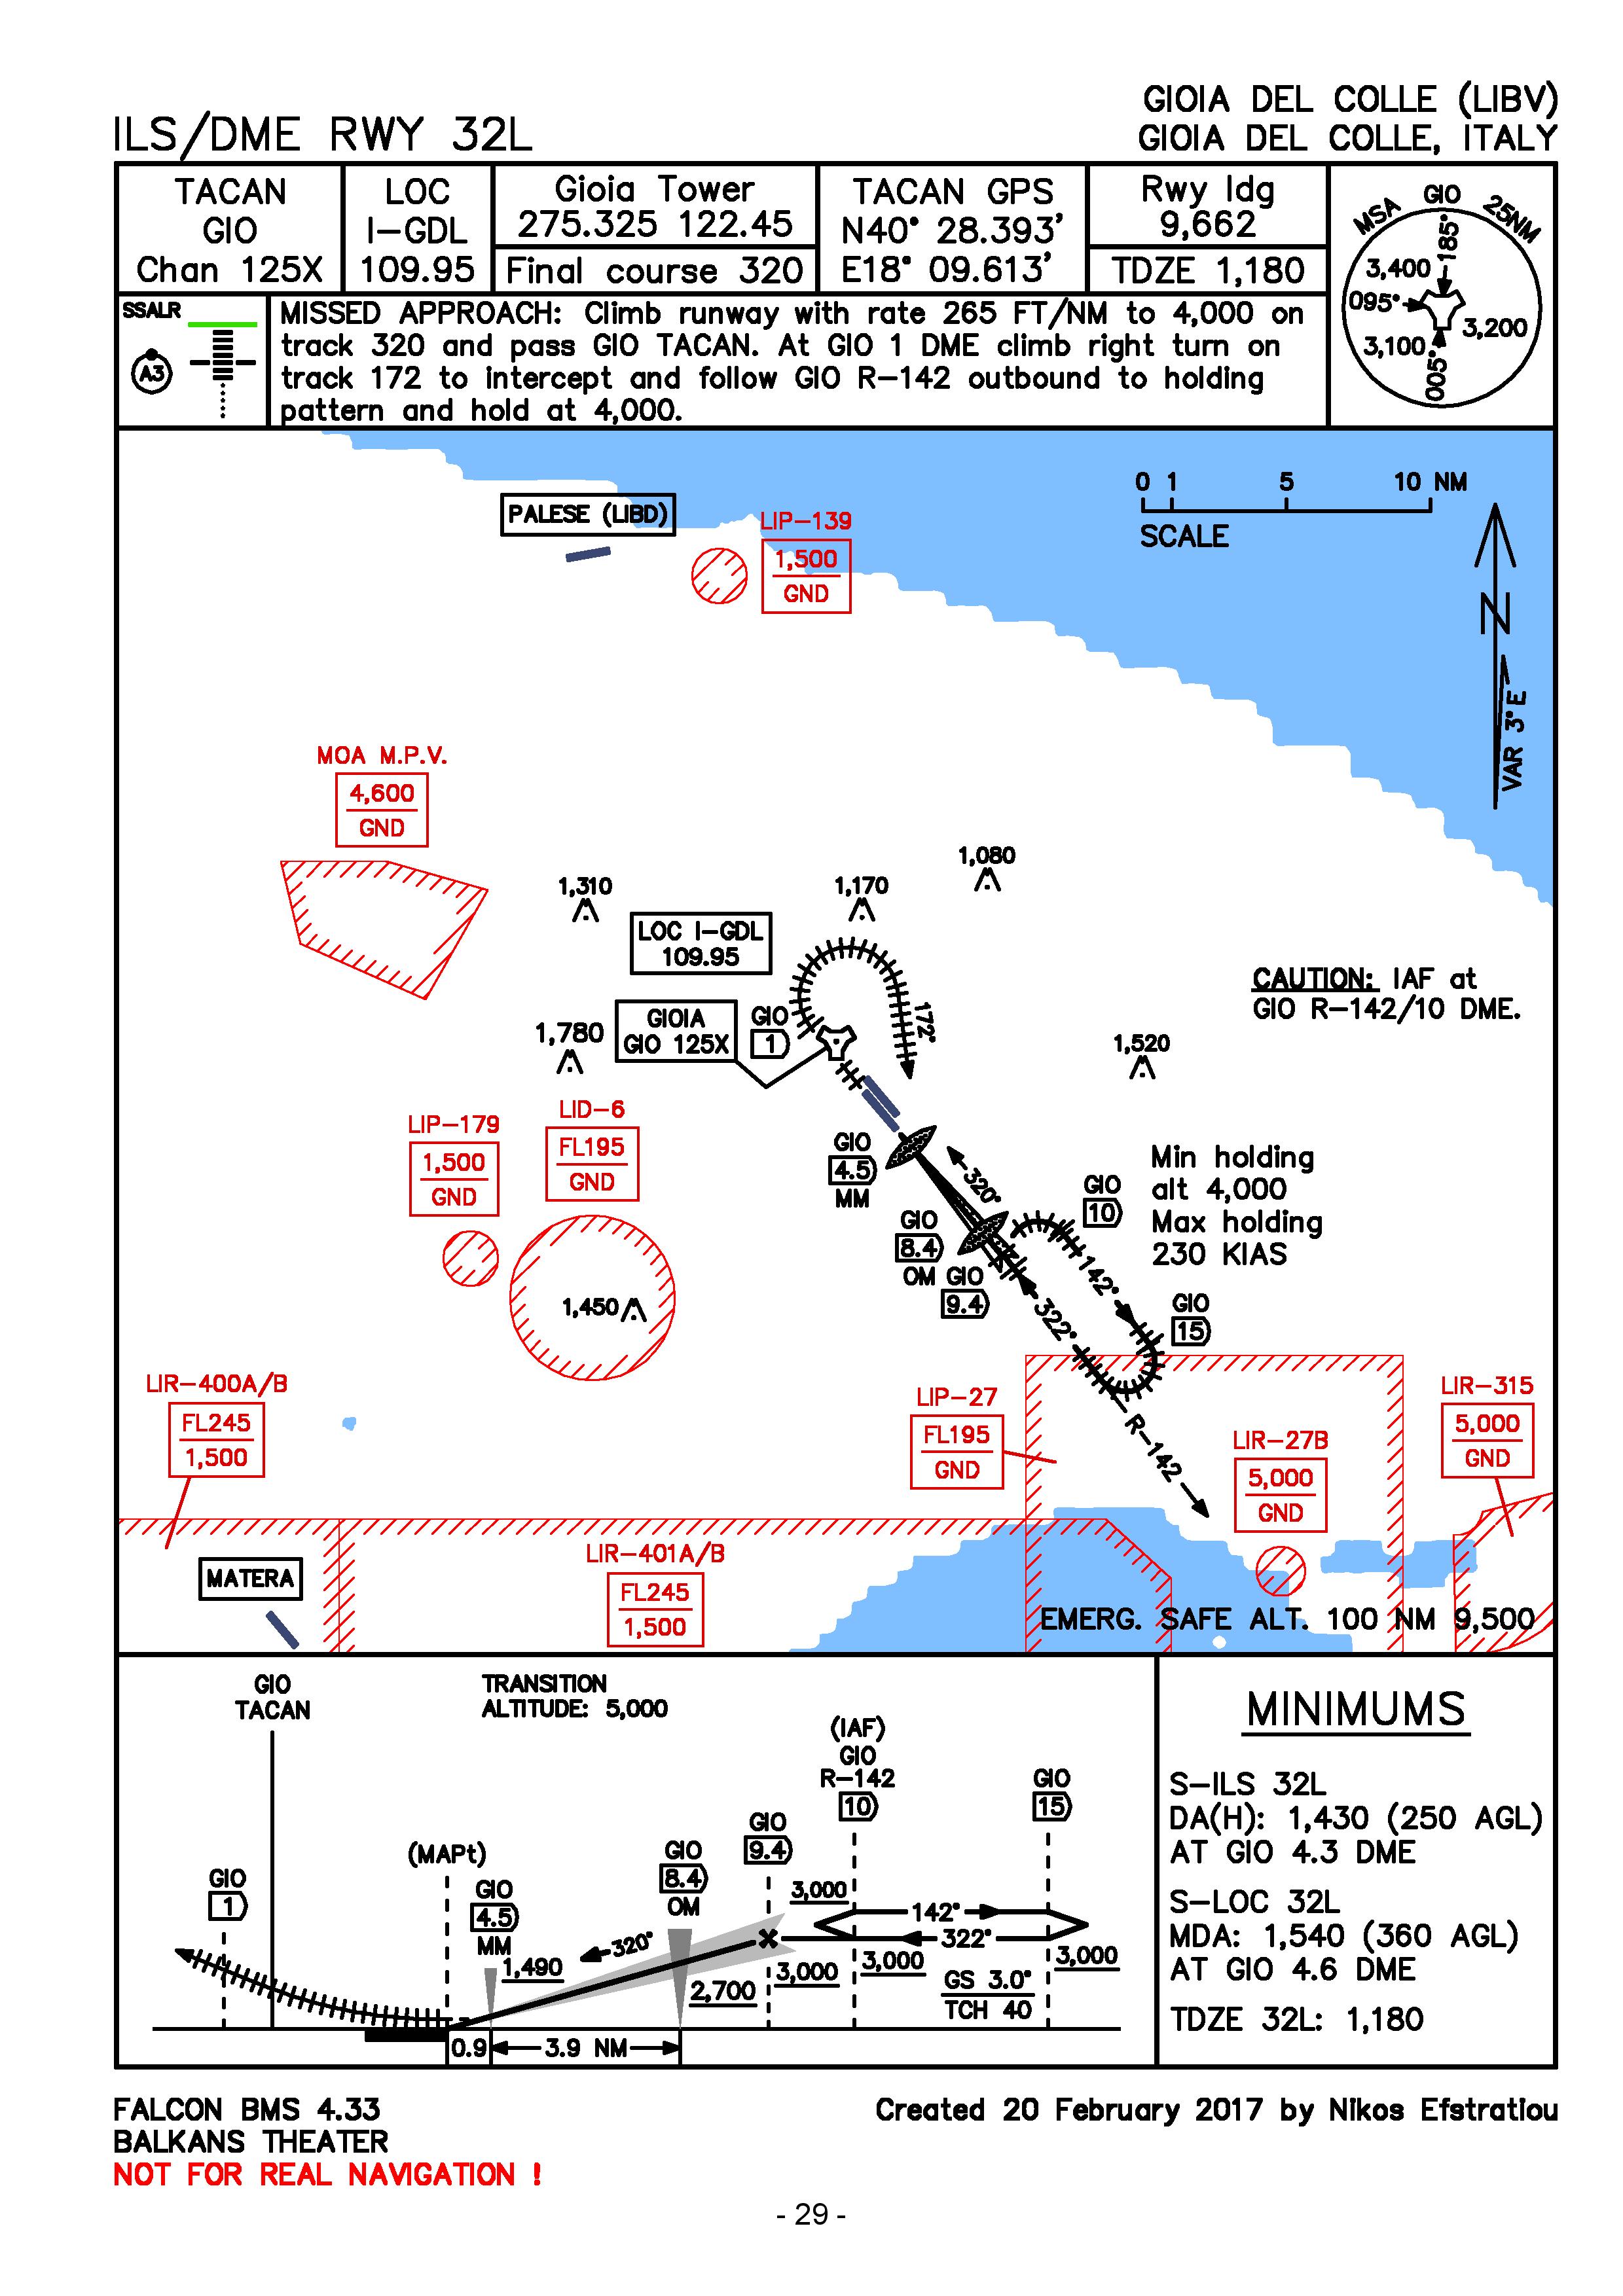 ILS/DME RWY 32L
GIOIA DEL COLLE (LIBV)
GIOIA DEL COLLE, ITALY
TACAN
GIO
Chan 125X
LOC
I-GDL
109.95
Gioia Tower
275.325 122.45
Final course 320
TACAN GPS
N40° 28.393'
E18° 09.613'
Rwy ldg
9,662
TDZE 1,180
MSA GIO 25NM
185°
3,400
095°
3,200
3,100
005°
SSALR
A3
MISSED APPROACH: Climb runway with rate 265 FT/NM to 4,000 on
track 320 and pass GIO TACAN. At GIO 1 DME climb right turn on
track 172 to intercept and follow GIO R-142 outbound to holding
pattern and hold at 4,000.
0 1 5 10 NM
SCALE
PALESE (LIBD)
LIP-139
1,500
GND
N
VAR 3°E
MOA M.P.V.
4,600
GND
1,080
1,310
1,170
LOC I-GDL
109.95
CAUTION: IAF at
GIO R-142/10 DME.
GIOIA
GIO 125X
GIO
1
172°
1,780
1,520
LID-6
FL195
GND
LIP-179
1,500
GND
GIO
4.5
MM
320°
Min holding
alt 4,000
Max holding
230 KIAS
GIO
10
GIO
8.4
OM
GIO
9.4
142°
322°
GIO
15
1,450
LIR-400A/B
FL245
1,500
LIP-27
FL195
GND
R-142
LIR-27B
5,000
GND
LIR-315
5,000
GND
LIR-401A/B
FL245
1,500
MATERA
EMERG. SAFE ALT. 100 NM 9,500
GIO
TACAN
TRANSITION
ALTITUDE: 5,000
(IAF)
GIO
R-142
10
GIO
15
GIO
9.4
(MAPt)
GIO
8.4
OM
GIO
1
GIO
4.5
MM
3,000
142°
322°
320°
1,490
2,700
3,000
3,000
3,000
GS 3.0°
TCH 40
0.9
3.9 NM
MINIMUMS
S-ILS 32L
DA(H): 1,430 (250 AGL)
AT GIO 4.3 DME
S-LOC 32L
MDA: 1,540 (360 AGL)
AT GIO 4.6 DME
TDZE 32L: 1,180
FALCON BMS 4.33
BALKANS THEATER
NOT FOR REAL NAVIGATION !
Created 20 February 2017 by Nikos Efstratiou
- 29 -